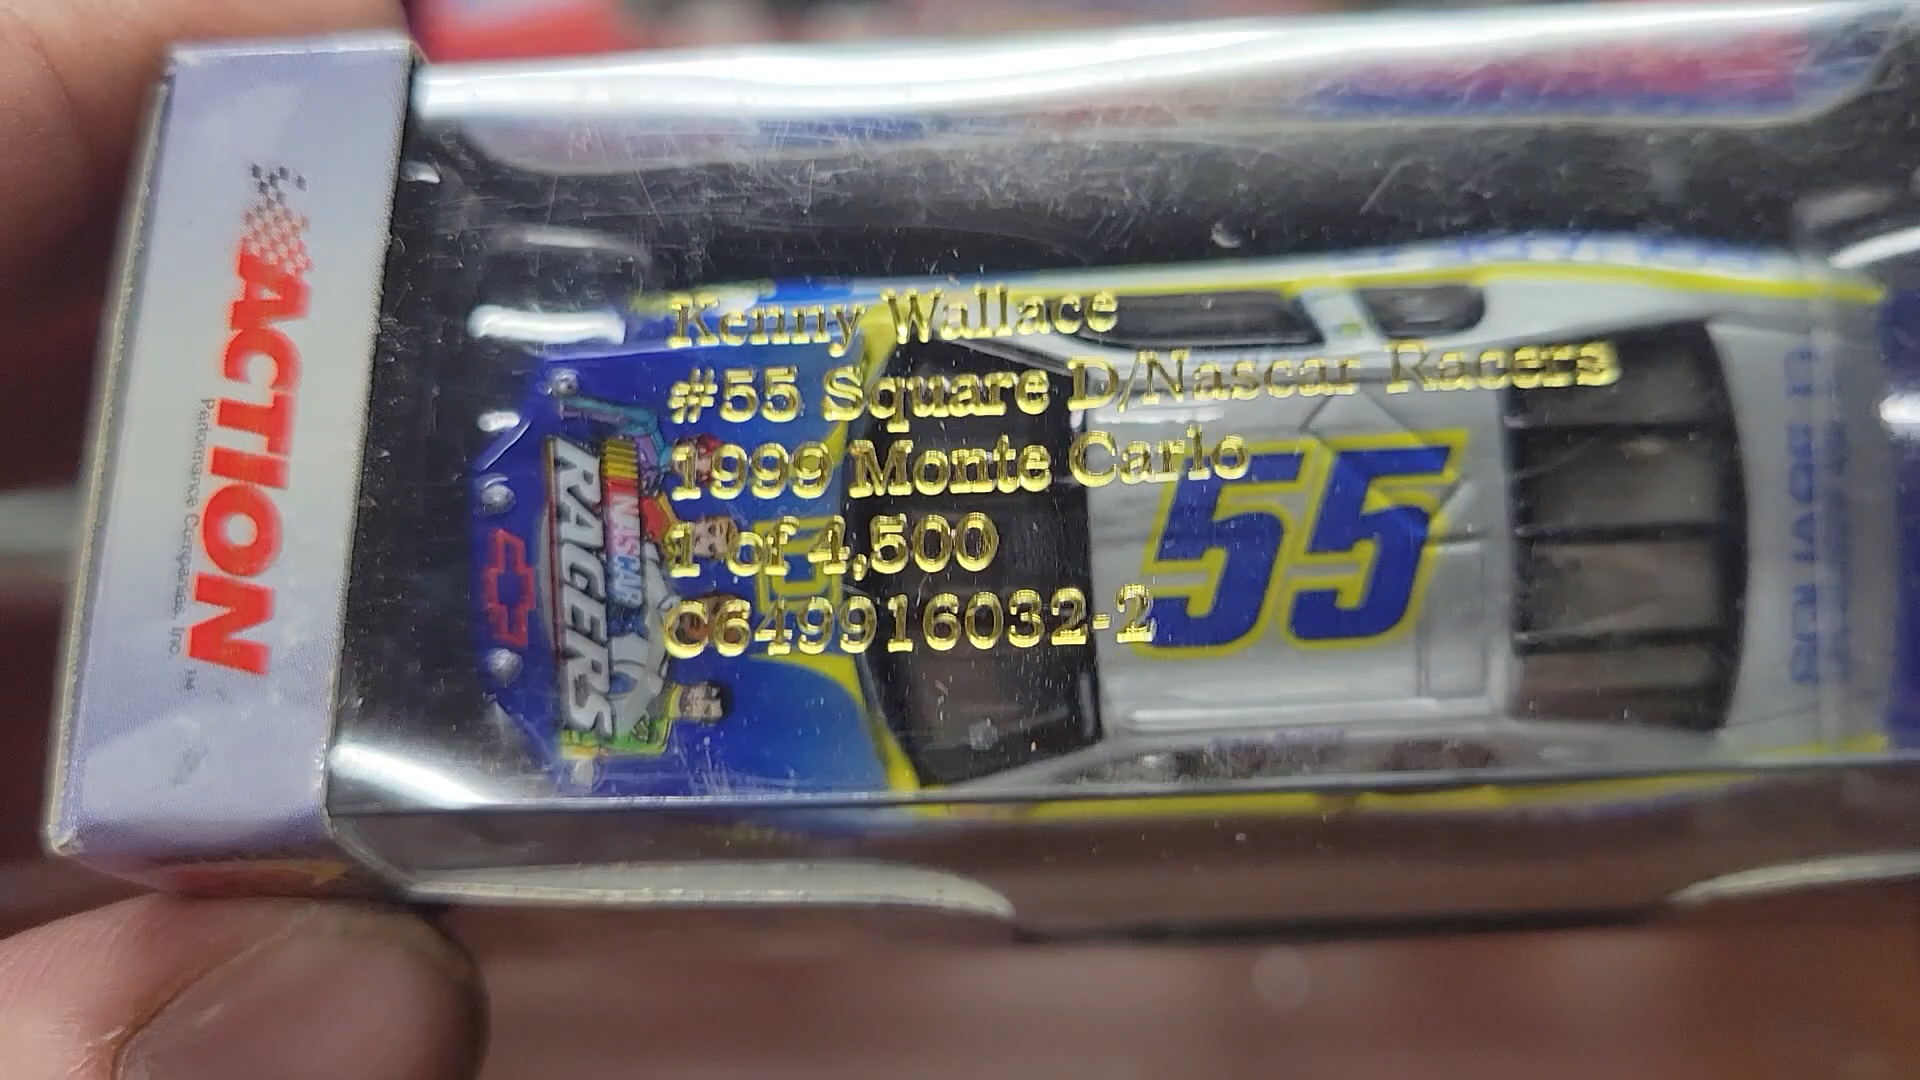 ACTION
Performance Companies, Inc.
Kenny Wallace
#55 Square D/Nascar Racers
1999 Monte Carlo
1 of 4,500
C649916032-2
NASCAR
RACERS
55